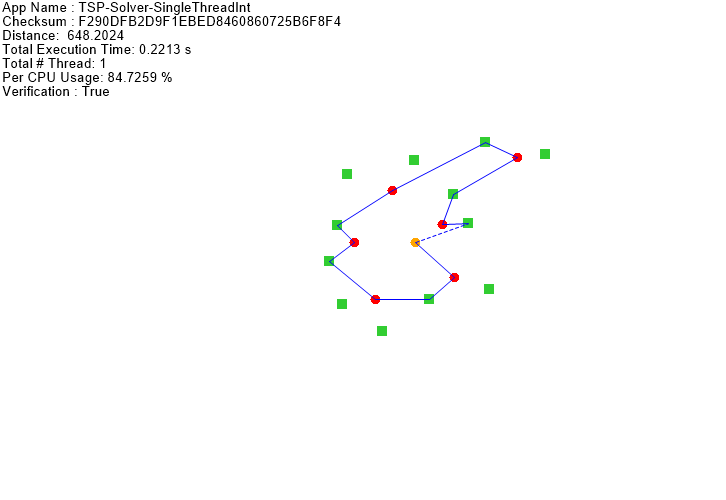 App Name : TSP-Solver-SingleThreadInt
Checksum : F290DFB2D9F1EBED8460860725B6F8F4
Distance:  648.2024
Total Execution Time: 0.2213 s
Total # Thread: 1
Per CPU Usage: 84.7259 %
Verification : True